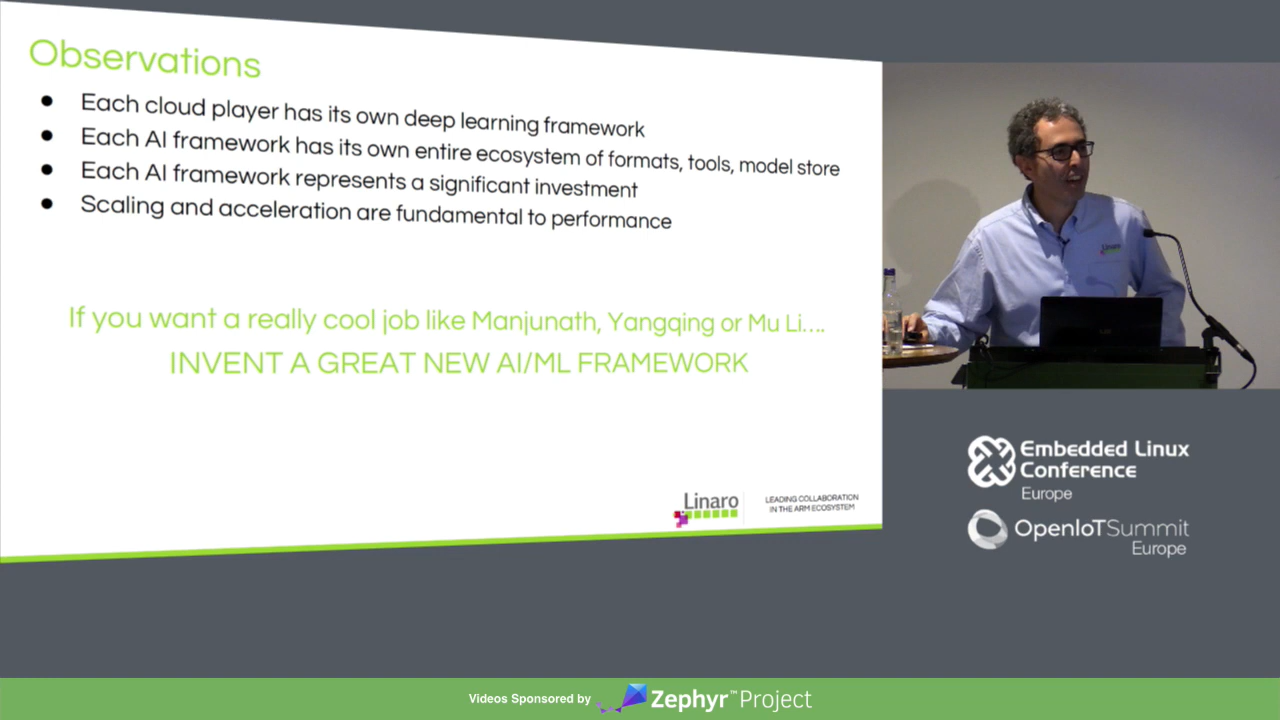 Observations
● Each cloud player has its own deep learning framework
● Each AI framework has its own entire ecosystem of formats, tools, model store
● Each AI framework represents a significant investment
● Scaling and acceleration are fundamental to performance
If you want a really cool job like Manjunath, Yangqing or Mu Li....
INVENT A GREAT NEW AI/ML FRAMEWORK
Linaro
LEADING COLLABORATION
IN THE ARM ECOSYSTEM
Linaro
Embedded Linux
Conference
Europe
OpenIoTSummit
Europe
Videos Sponsored by Zephyr™Project